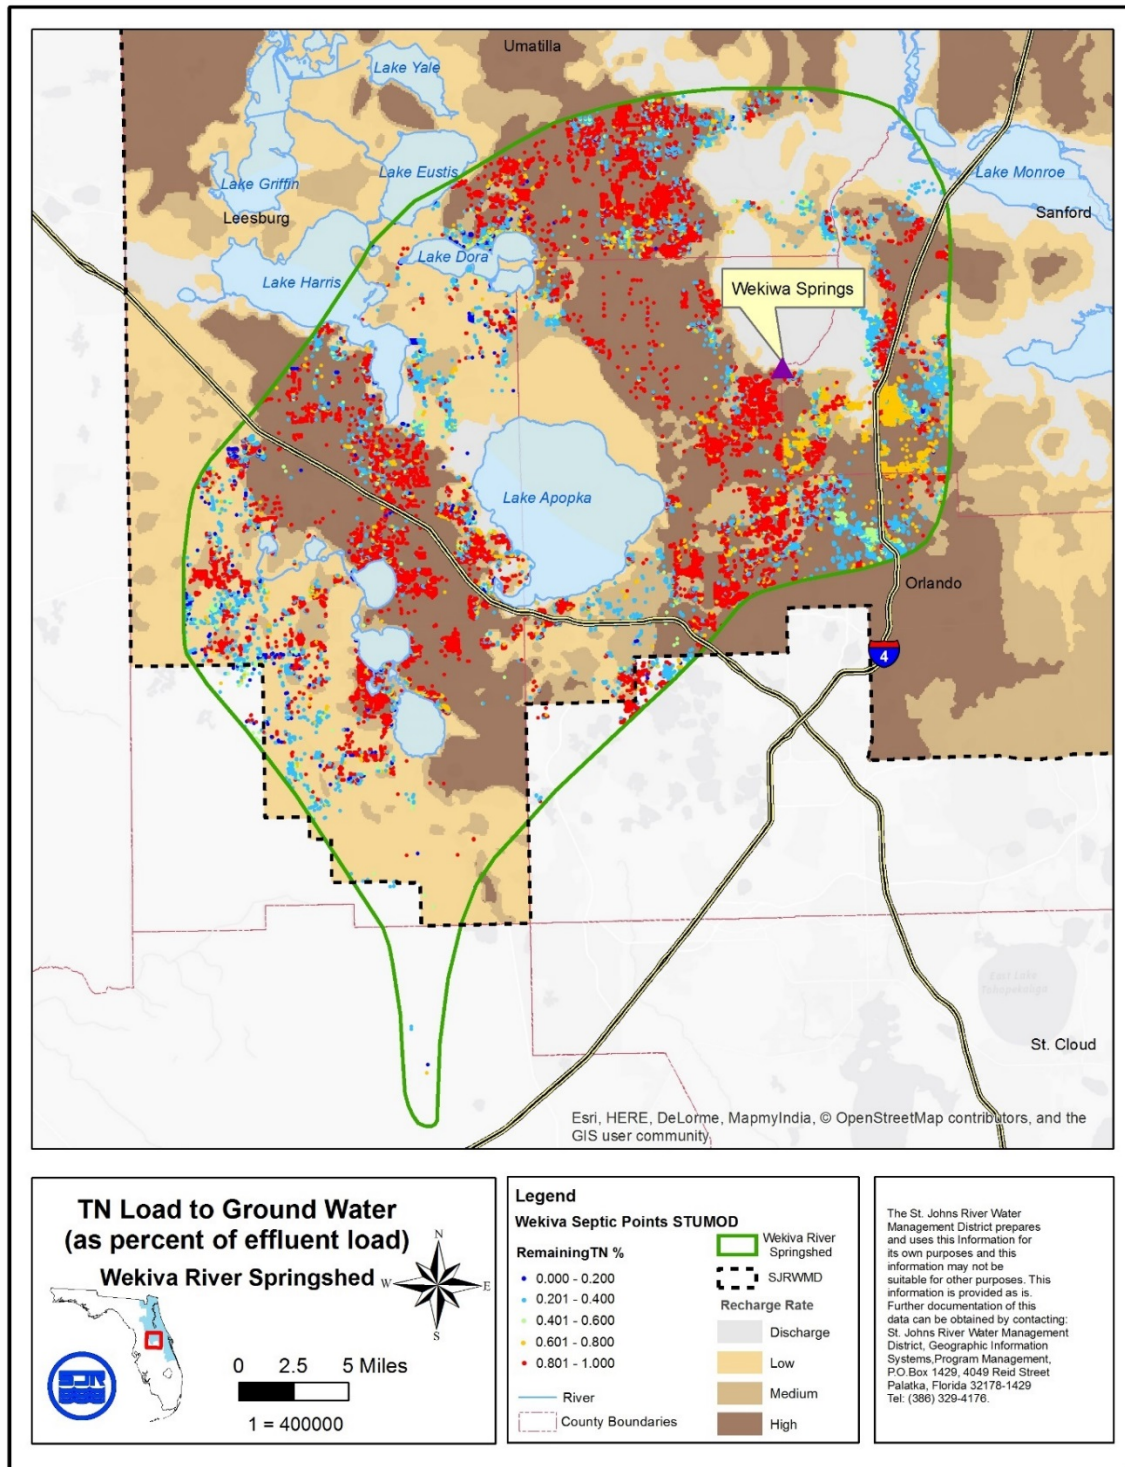 Umatilla
Lake Yale
Lake Griffin
Lake Eustis
Lake Monroe
Leesburg
Sanford
Lake Dora
Lake Harris
Wekiwa Springs
Lake Apopka
Orlando
4
East Lake
Tohopekaliga
St. Cloud
Esri, HERE, DeLorme, MapmyIndia, © OpenStreetMap contributors, and the
GIS user community
TN Load to Ground Water
(as percent of effluent load)
Wekiva River Springshed
N
W
E
S
0 2.5 5 Miles
1 = 400000
Legend
Wekiva Septic Points STUMOD
RemainingTN %
0.000 - 0.200
0.201 - 0.400
0.401 - 0.600
0.601 - 0.800
0.801 - 1.000
River
County Boundaries
Wekiva River
Springshed
SJRWMD
Recharge Rate
Discharge
Low
Medium
High
The St. Johns River Water
Management District prepares
and uses this Information for
its own purposes and this
information may not be
suitable for other purposes. This
information is provided as is.
Further documentation of this
data can be obtained by contacting:
St. Johns River Water Management
District, Geographic Information
Systems,Program Management,
P.O.Box 1429, 4049 Reid Street
Palatka, Florida 32178-1429
Tel: (386) 329-4176.